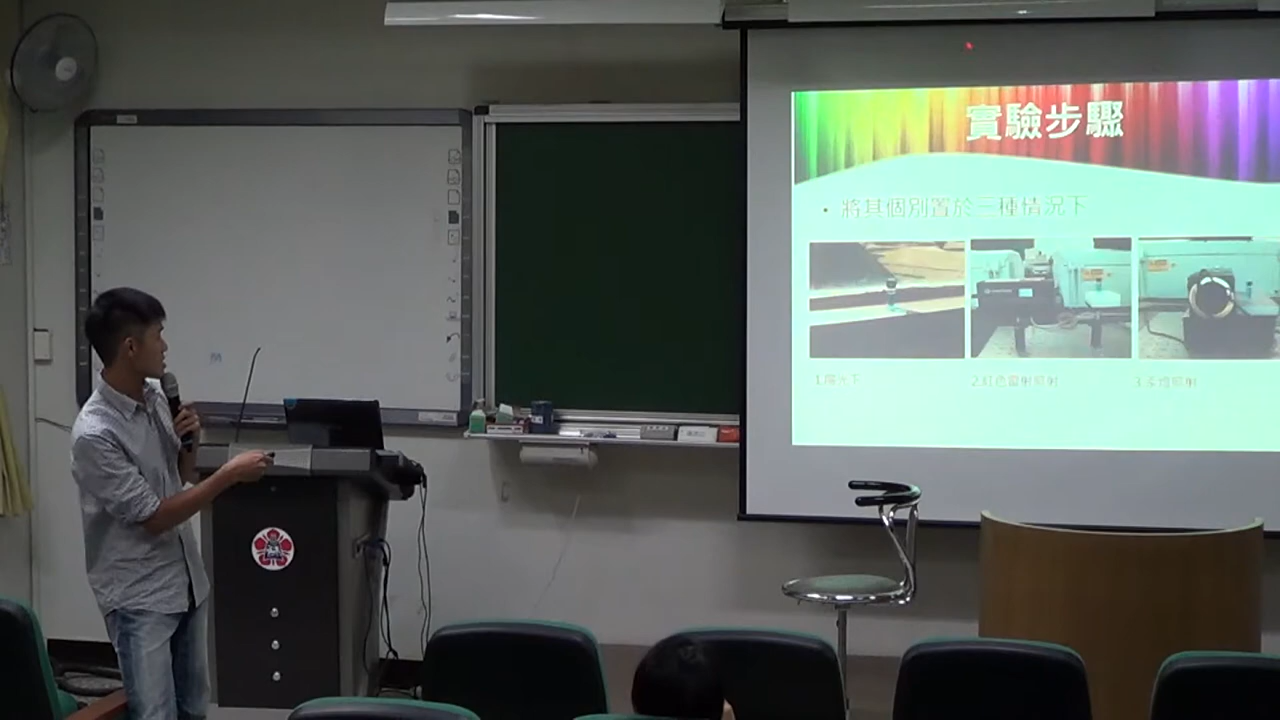 實驗步驟
• 將其個別置於三種情況下
1.陽光下
2.紅色雷射照射
3.汞燈照射